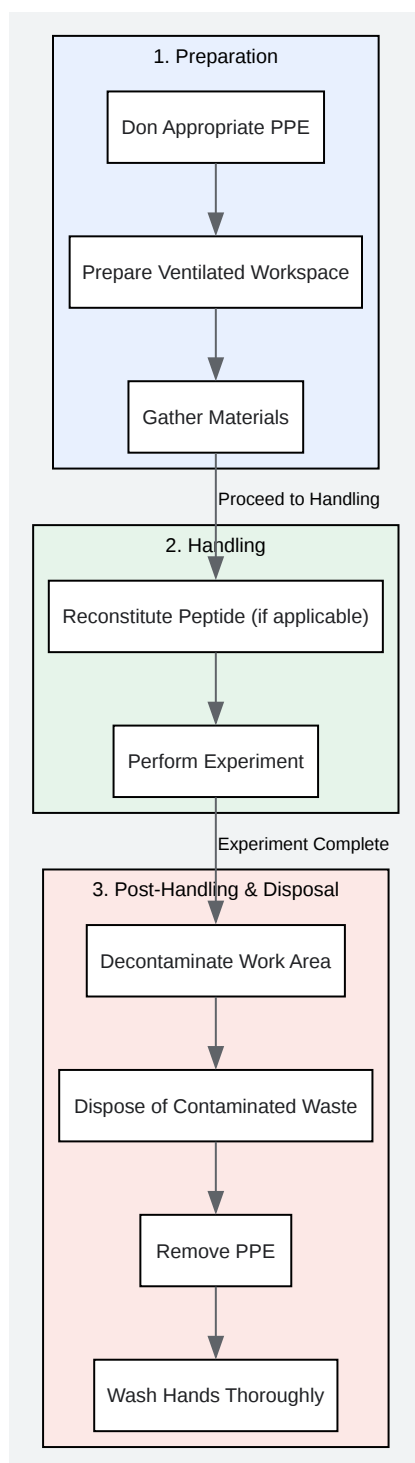 1. Preparation
Don Appropriate PPE
Prepare Ventilated Workspace
Gather Materials
Proceed to Handling
2. Handling
Reconstitute Peptide (if applicable)
Perform Experiment
Experiment Complete
3. Post-Handling & Disposal
Decontaminate Work Area
Dispose of Contaminated Waste
Remove PPE
Wash Hands Thoroughly